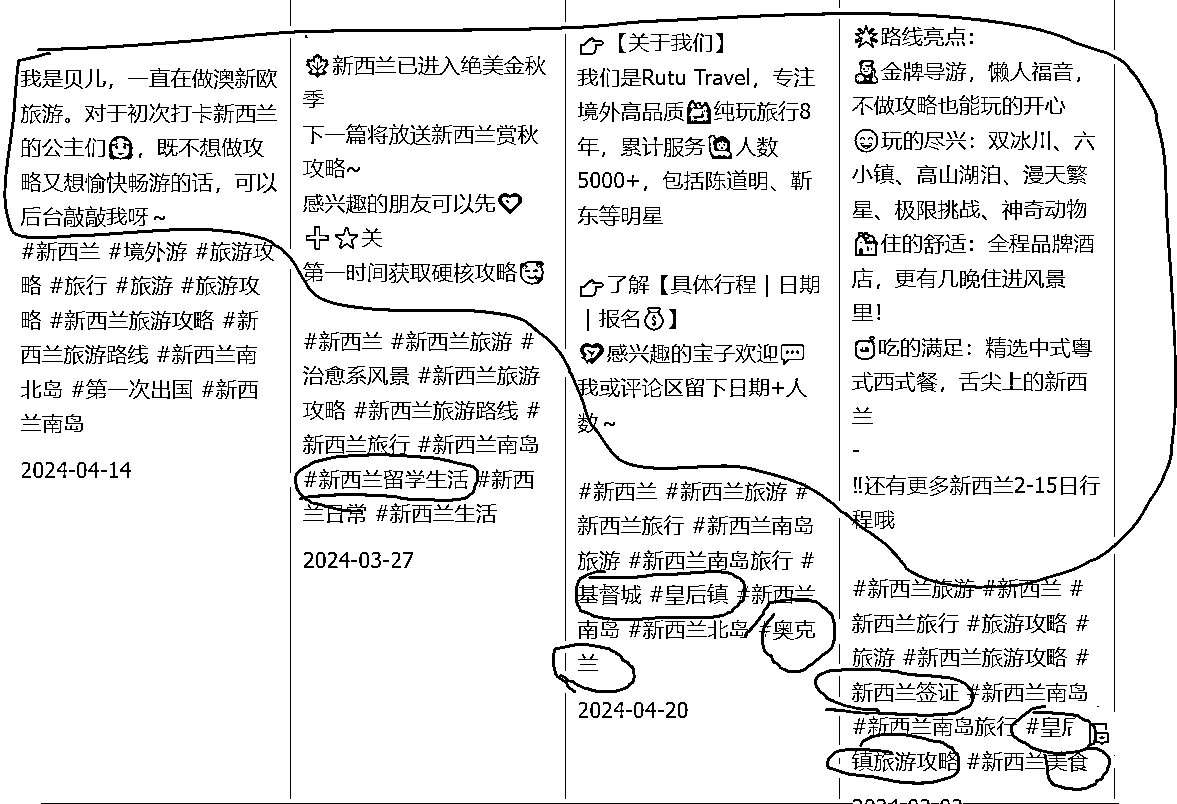 我是贝儿，一直在做澳新欧
旅游。对于初次打卡新西兰
的公主们，既不想做攻
略又想愉快畅游的话，可以
后台敲敲我呀～
#新西兰 #境外游 #旅游攻
略 #旅行 #旅游 #旅游攻
略 #新西兰旅游攻略 #新
西兰旅游路线 #新西兰南
北岛 #第一次出国 #新西
兰南岛
2024-04-14
🍁新西兰已进入绝美金秋
季
下一篇将放送新西兰赏秋
攻略~
感兴趣的朋友可以先❤
➕⭐关
第一时间获取硬核攻略🥰
#新西兰 #新西兰旅游 #
治愈系风景 #新西兰旅游
攻略 #新西兰旅游路线 #
新西兰旅行 #新西兰南岛
#新西兰留学生活 #新西
兰日常 #新西兰生活
2024-03-27
👉【关于我们】
我们是Rutu Travel，专注
境外高品质纯玩旅行8
年，累计服务人数
5000+，包括陈道明、靳
东等明星
👉了解【具体行程 | 日期
| 报名💰】
感兴趣的宝子欢迎💬
我或评论区留下日期+人
数～
#新西兰 #新西兰旅游 #
新西兰旅行 #新西兰南岛
旅游 #新西兰南岛旅行 #
基督城 #皇后镇 #新西兰
南岛 #新西兰北岛 #奥克
兰
2024-04-20
路线亮点：
金牌导游，懒人福音，
不做攻略也能玩的开心
玩的尽兴：双冰川、六
小镇、高山湖泊、漫天繁
星、极限挑战、神奇动物
住的舒适：全程品牌酒
店，更有几晚住进风景
里！
吃的满足：精选中式粤
式西式餐，舌尖上的新西
兰
-
‼还有更多新西兰2-15日行
程哦
#新西兰旅游 #新西兰 #
新西兰旅行 #旅游攻略 #
旅游 #新西兰旅游攻略 #
新西兰签证 #新西兰南岛
#新西兰南岛旅行 #皇后
镇旅游攻略 #新西兰美食